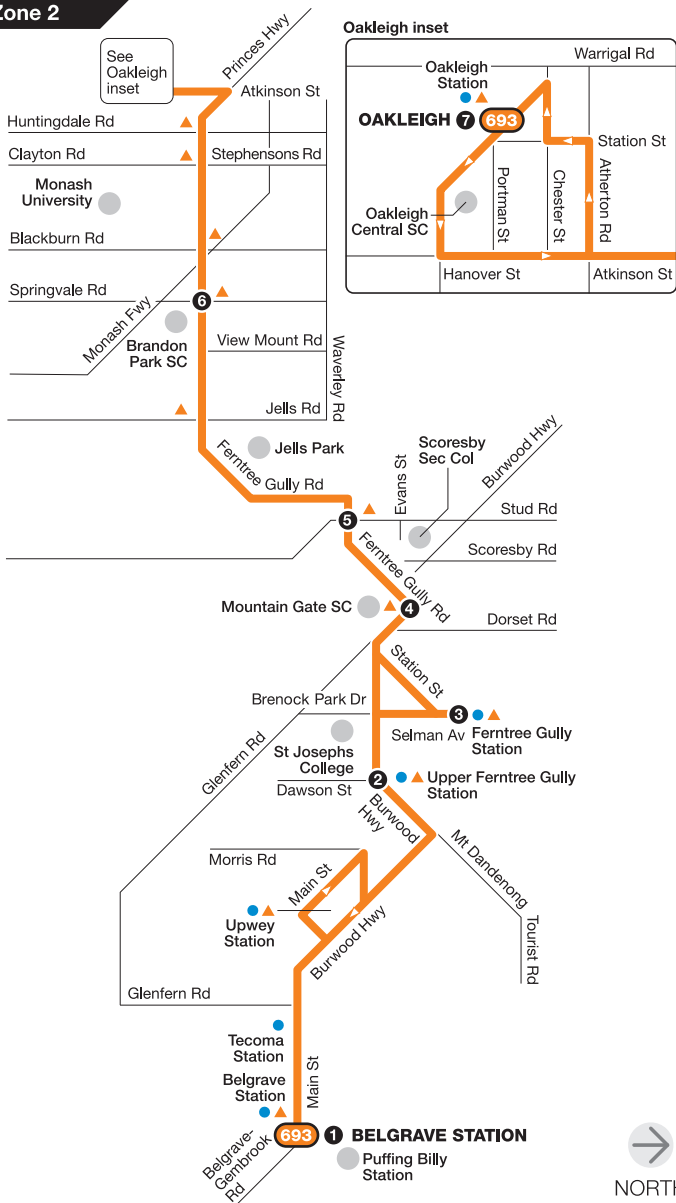 Zone 2
See
Oakleigh
inset
Princes Hwy
Atkinson St
Huntingdale Rd
Clayton Rd
Stephensons Rd
Monash
University
Blackburn Rd
Springvale Rd
6
Monash Fwy
Brandon
Park SC
View Mount Rd
Waverley Rd
Jells Rd
Jells Park
Ferntree
Gully Rd
Oakleigh inset
Warrigal Rd
Oakleigh
Station
OAKLEIGH 7 693
Station St
Portman St
Chester St
Atherton Rd
Oakleigh
Central SC
Hanover St
Atkinson St
Scoresby
Sec Col
Evans St
Burwood Hwy
Stud Rd
5
Scoresby Rd
Ferntree Gully Rd
Mountain Gate SC
4
Dorset Rd
Station St
Brenock Park Dr
3
Selman Av
Ferntree Gully
Station
Glenfern Rd
St Josephs
College
2
Upper Ferntree Gully
Station
Dawson St
Burwood
Hwy
Mt Dandenong
Tourist Rd
Morris Rd
Main St
Upwey
Station
Burwood Hwy
Glenfern Rd
Tecoma
Station
Main St
Belgrave
Station
693 1 BELGRAVE STATION
Belgrave-
Gembrook
Rd
Puffing Billy
Station
NORTH